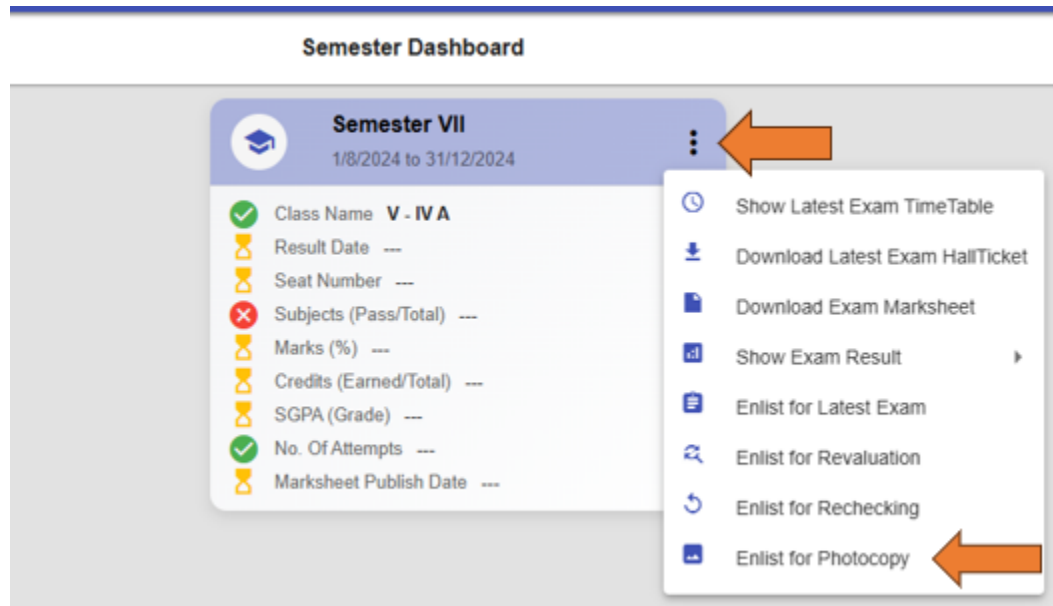 Semester Dashboard
Semester VII
1/8/2024 to 31/12/2024
Class Name V - IV A
Result Date ---
Seat Number ---
Subjects (Pass/Total) ---
Marks (%) ---
Credits (Earned/Total) ---
SGPA (Grade) ---
No. Of Attempts ---
Marksheet Publish Date ---
Show Latest Exam TimeTable
Download Latest Exam HallTicket
Download Exam Marksheet
Show Exam Result
Enlist for Latest Exam
Enlist for Revaluation
Enlist for Rechecking
Enlist for Photocopy